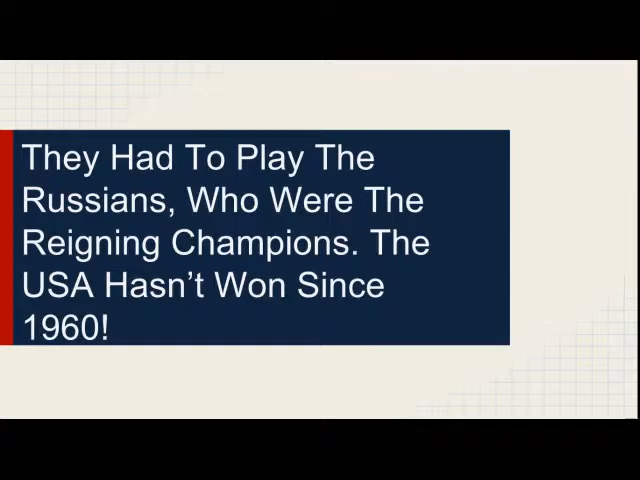 They Had To Play The
Russians, Who Were The
Reigning Champions. The
USA Hasn’t Won Since
1960!